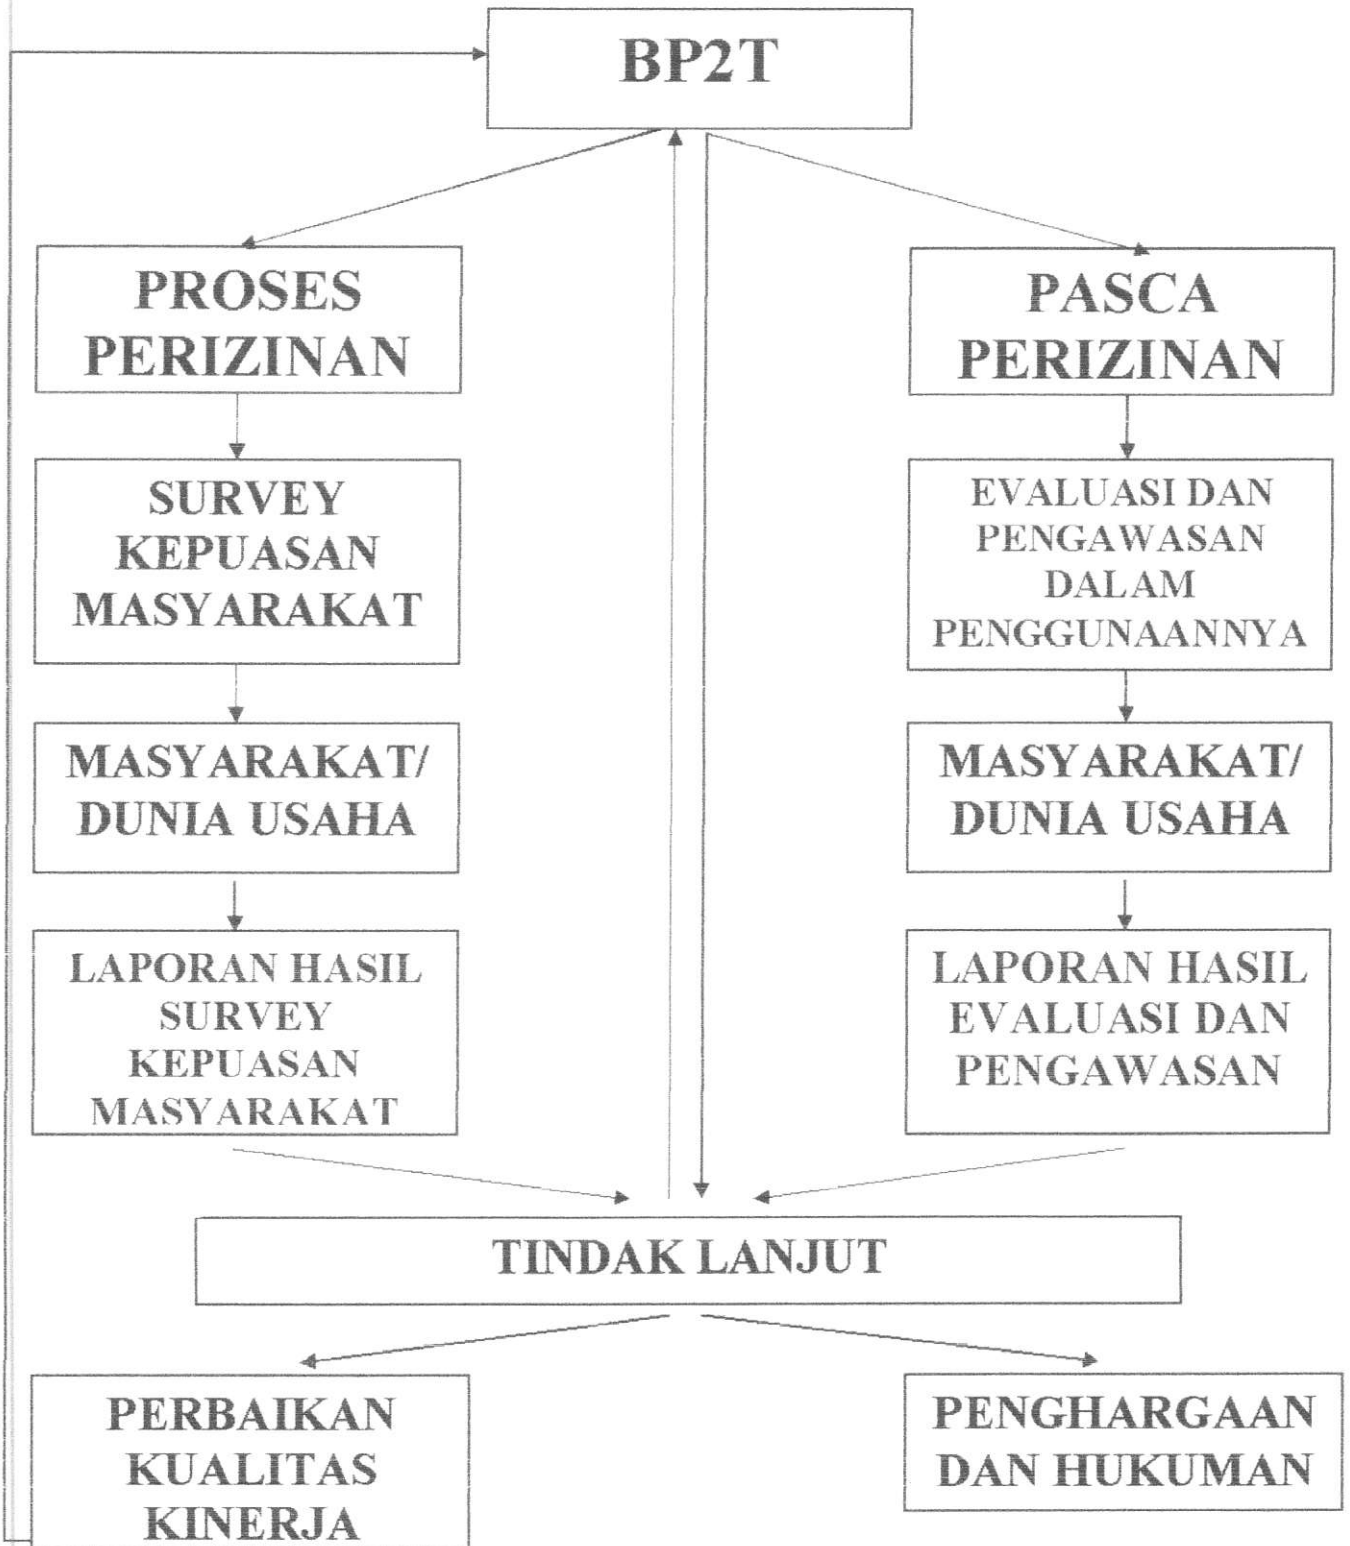 BP2T
PROSES
PERIZINAN
PASCA
PERIZINAN
SURVEY
KEPUASAN
MASYARAKAT
EVALUASI DAN
PENGAWASAN
DALAM
PENGGUNAANNYA
MASYARAKAT/
DUNIA USAHA
MASYARAKAT/
DUNIA USAHA
LAPORAN HASIL
SURVEY
KEPUASAN
MASYARAKAT
LAPORAN HASIL
EVALUASI DAN
PENGAWASAN
TINDAK LANJUT
PERBAIKAN
KUALITAS
KINERJA
PENGHARGAAN
DAN HUKUMAN